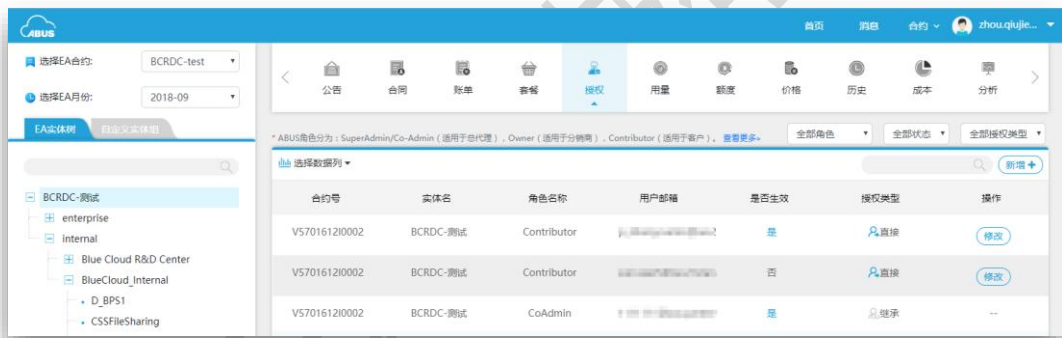 ABUS
首页 消息 合约 zhou.qiujie...
选择EA合约: BCRDC-test
选择EA月份: 2018-09
公告 合同 账单 套餐 授权 用量 额度 价格 历史 成本 分析
EA实体树 自定义实体组
* ABUS角色分为:SuperAdmin/Co-Admin(适用于总代理),Owner(适用于分销商),Contributor(适用于客户)。 查看更多» 全部角色 全部状态 全部授权类型
选择数据列 新增+
合约号 实体名 角色名称 用户邮箱 是否生效 授权类型 操作
V5701612I0002 BCRDC-测试 Contributor 是 直接 修改
V5701612I0002 BCRDC-测试 Contributor 否 直接 修改
V5701612I0002 BCRDC-测试 CoAdmin 是 继承 --
BCRDC-测试
enterprise
Internal
Blue Cloud R&D Center
BlueCloud_Internal
D_BPS1
CSSFileSharing